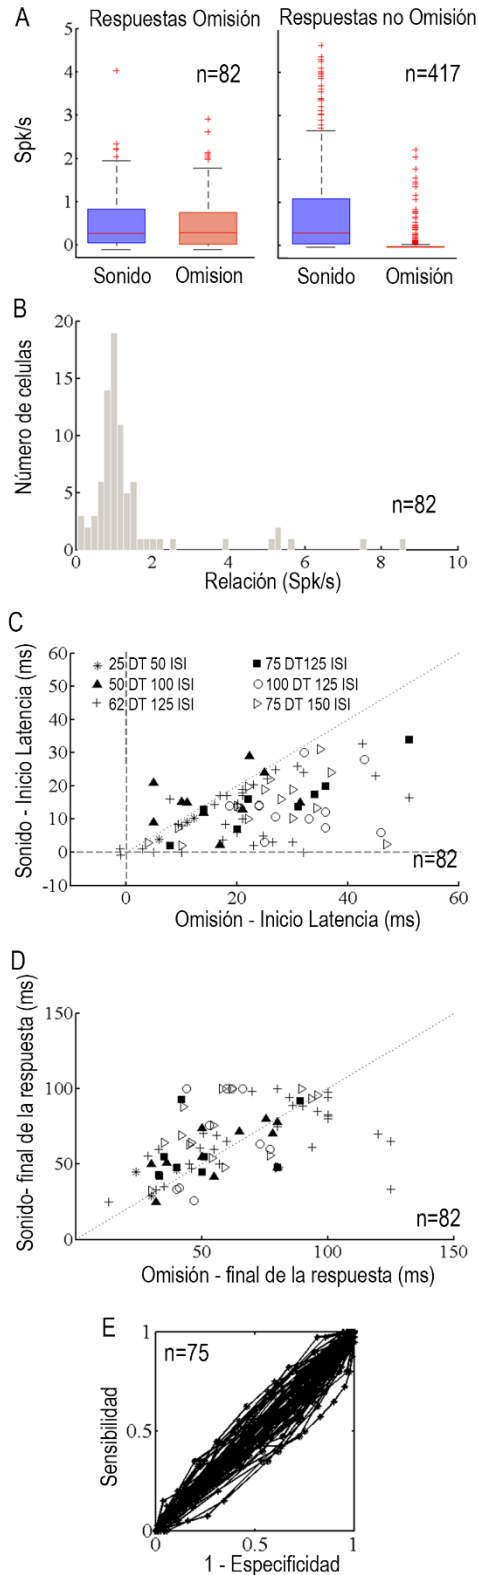 A
Respuestas Omisión
Respuestas no Omisión
n=82
n=417
Spk/s
5
4
3
2
1
0
Sonido
Omision
Sonido
Omisión
B
Número de celulas
20
15
10
5
0
n=82
0
2
4
6
8
10
Relación (Spk/s)
C
Sonido - Inicio Latencia (ms)
60
50
40
30
20
10
0
-10
25 DT 50 ISI
75 DT125 ISI
50 DT 100 ISI
100 DT 125 ISI
62 DT 125 ISI
75 DT 150 ISI
n=82
0
20
40
60
Omisión - Inicio Latencia (ms)
D
Sonido- final de la respuesta (ms)
150
100
50
0
n=82
50
100
150
Omisión - final de la respuesta (ms)
E
n=75
Sensibilidad
1
0.5
0
0
0.5
1
1 - Especificidad